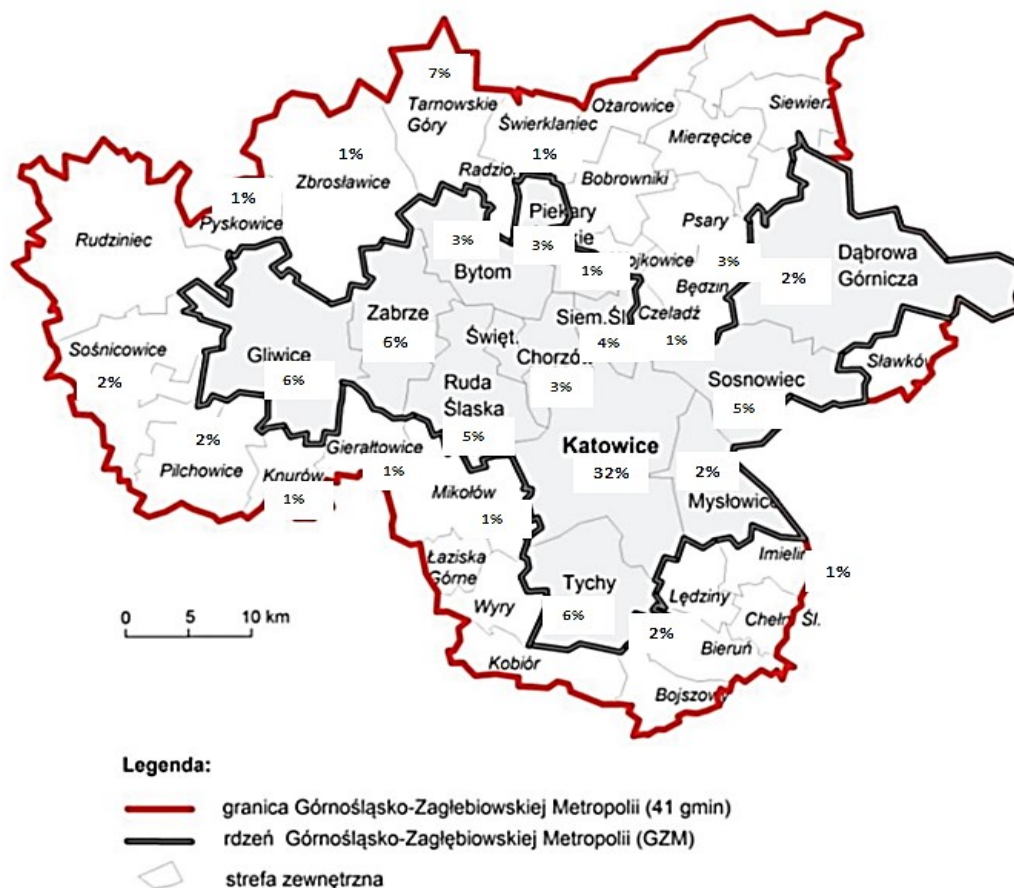 7%
Tarnowskie
Góry
Ożarowice
Siewierz
Świerklaniec
Mierzęcice
1%
Zbrosławice
1%
Radzio.
Bobrowniki
1%
Pyskowice
Rudziniec
Piekary
Psary
3%
Bytom
3%
1%
3%
Będzin
2%
Dąbrowa
Górnicza
Zabrze
6%
Święt.
Siem.Śl
4%
Czeladź
1%
Chorzów
3%
Sośnicowice
2%
Gliwice
6%
Ruda
Śląska
5%
Sosnowiec
5%
Sławków
2%
Pilchowice
Knurów
1%
Gierałtowice
1%
Katowice
32%
2%
Mysłowice
Mikołów
1%
Łaziska
Górne
Wyry
Tychy
6%
Imielin
1%
Lędziny
Chełm Śl.
2%
Bieruń
Kobiór
Bojszowy
0 5 10 km
Legenda:
granica Górnośląsko-Zagłebiowskiej Metropolii (41 gmin)
rdzeń Górnośląsko-Zagłębiowskiej Metropolii (GZM)
strefa zewnętrzna